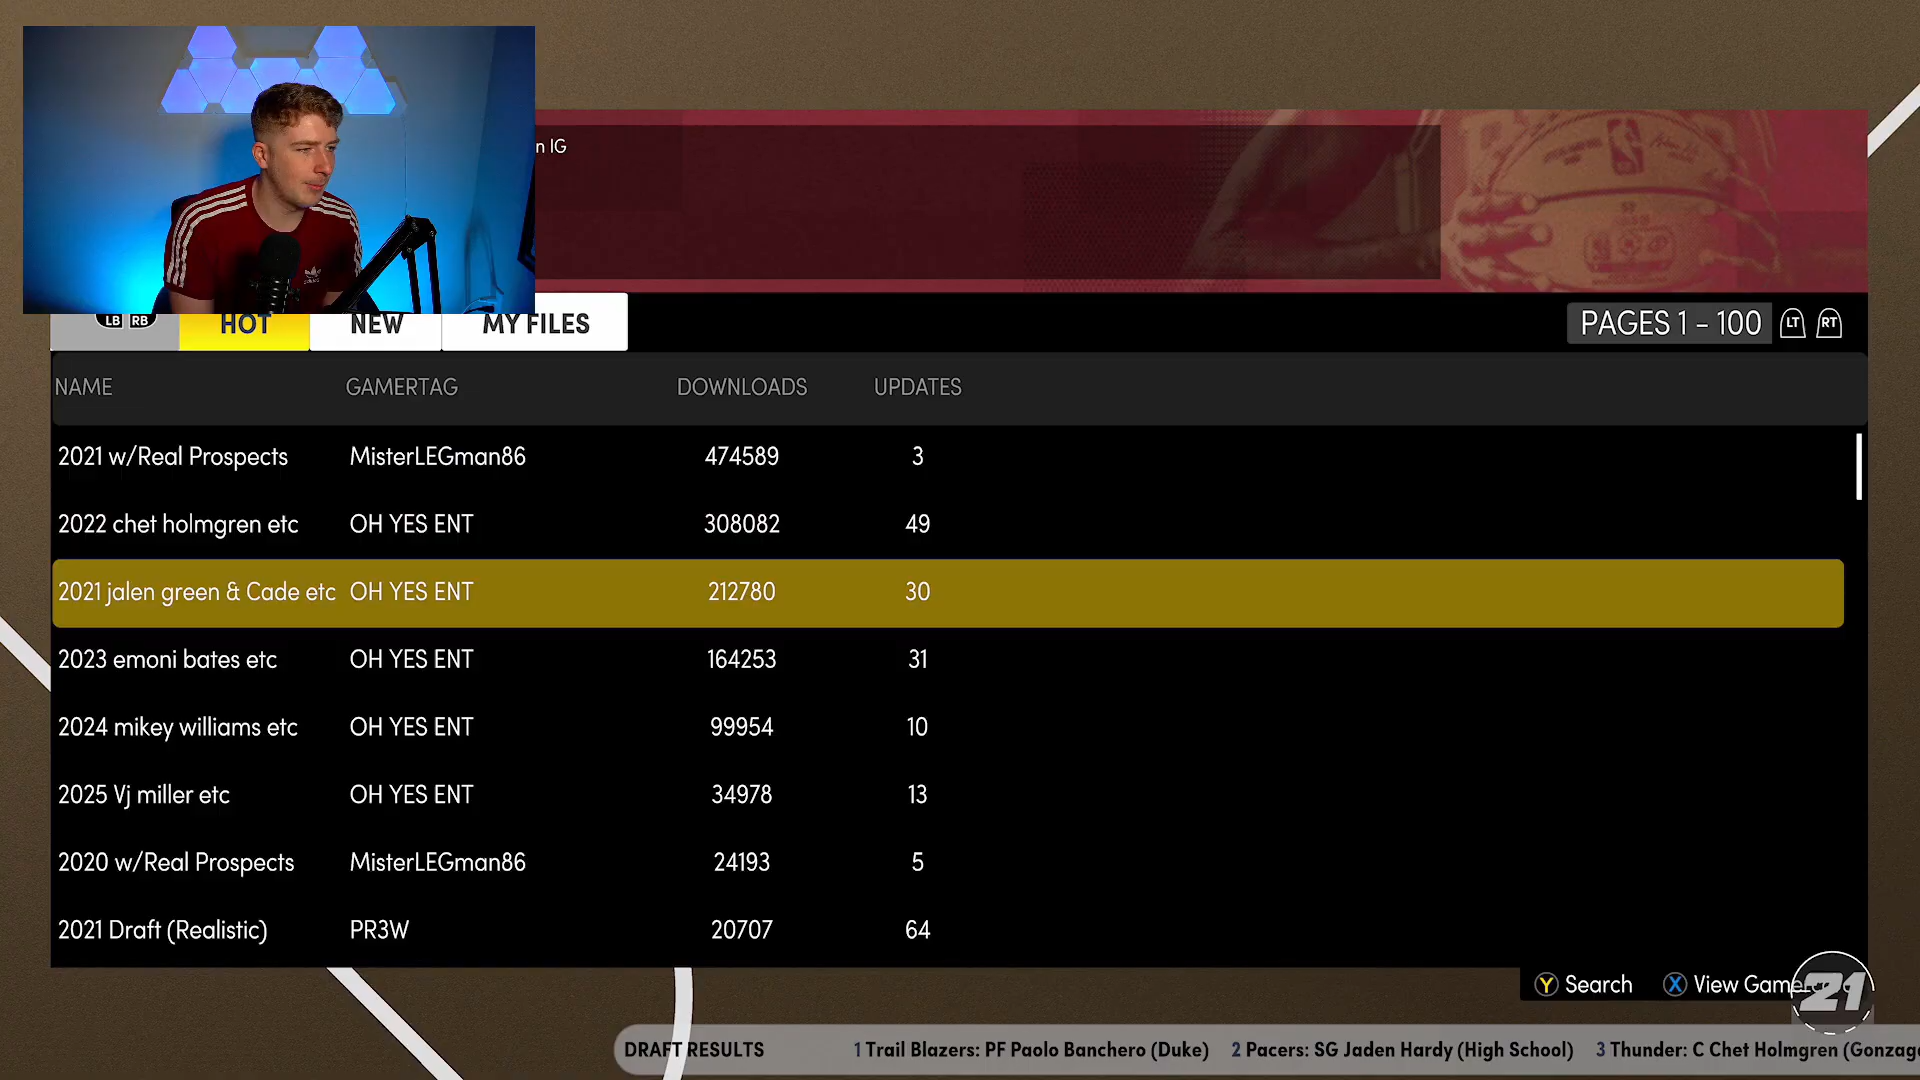 n IG
LB RB HOT NEW MY FILES PAGES 1 - 100 LT RT
NAME GAMERTAG DOWNLOADS UPDATES
2021 w/Real Prospects MisterLEGman86 474589 3
2022 chet holmgren etc OH YES ENT 308082 49
2021 jalen green & Cade etc OH YES ENT 212780 30
2023 emoni bates etc OH YES ENT 164253 31
2024 mikey williams etc OH YES ENT 99954 10
2025 Vj miller etc OH YES ENT 34978 13
2020 w/Real Prospects MisterLEGman86 24193 5
2021 Draft (Realistic) PR3W 20707 64
Y Search X View Gamer
21
DRAFT RESULTS 1 Trail Blazers: PF Paolo Banchero (Duke) 2 Pacers: SG Jaden Hardy (High School) 3 Thunder: C Chet Holmgren (Gonzag